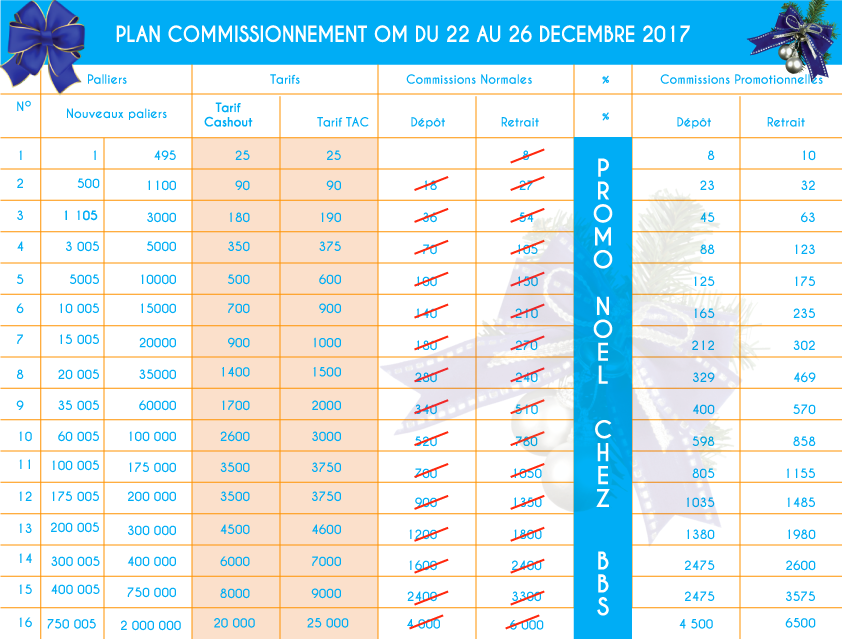 PLAN COMMISSIONNEMENT OM DU 22 AU 26 DECEMBRE 2017
Palliers Tarifs Commissions Normales % Commissions Promotionnelles
N° Nouveaux paliers Tarif Cashout Tarif TAC Dépôt Retrait % Dépôt Retrait
1 1 495 25 25 8 8 10
2 500 1100 90 90 18 27 23 32
3 1 105 3000 180 190 36 54 45 63
4 3 005 5000 350 375 70 105 88 123
5 5005 10000 500 600 100 150 125 175
6 10 005 15000 700 900 140 210 165 235
7 15 005 20000 900 1000 180 270 212 302
8 20 005 35000 1400 1500 280 240 329 469
9 35 005 60000 1700 2000 340 510 400 570
10 60 005 100 000 2600 3000 520 780 598 858
11 100 005 175 000 3500 3750 700 1050 805 1155
12 175 005 200 000 3500 3750 900 1350 1035 1485
13 200 005 300 000 4500 4600 1200 1800 1380 1980
14 300 005 400 000 6000 7000 1600 2400 2475 2600
15 400 005 750 000 8000 9000 2400 3300 2475 3575
16 750 005 2 000 000 20 000 25 000 4 000 6 000 4 500 6500
PROMO NOEL CHEZ BBS